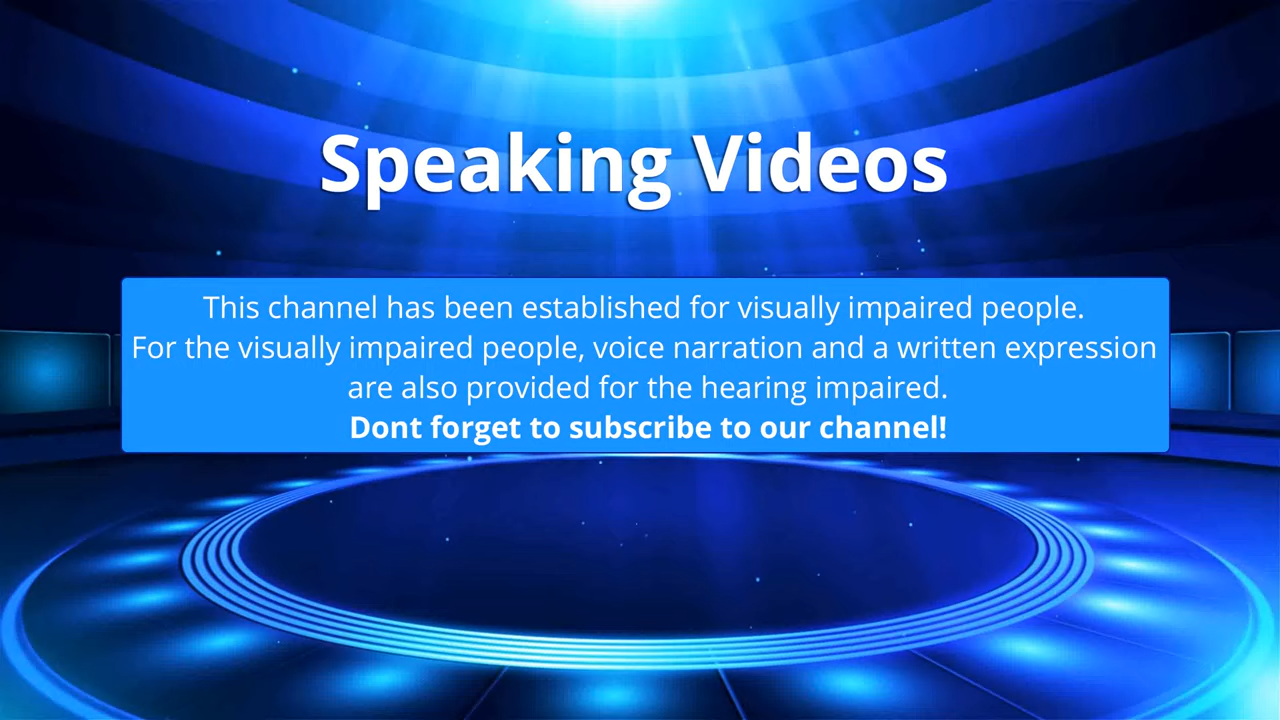 Speaking Videos
This channel has been established for visually impaired people.
For the visually impaired people, voice narration and a written expression
are also provided for the hearing impaired.
Dont forget to subscribe to our channel!